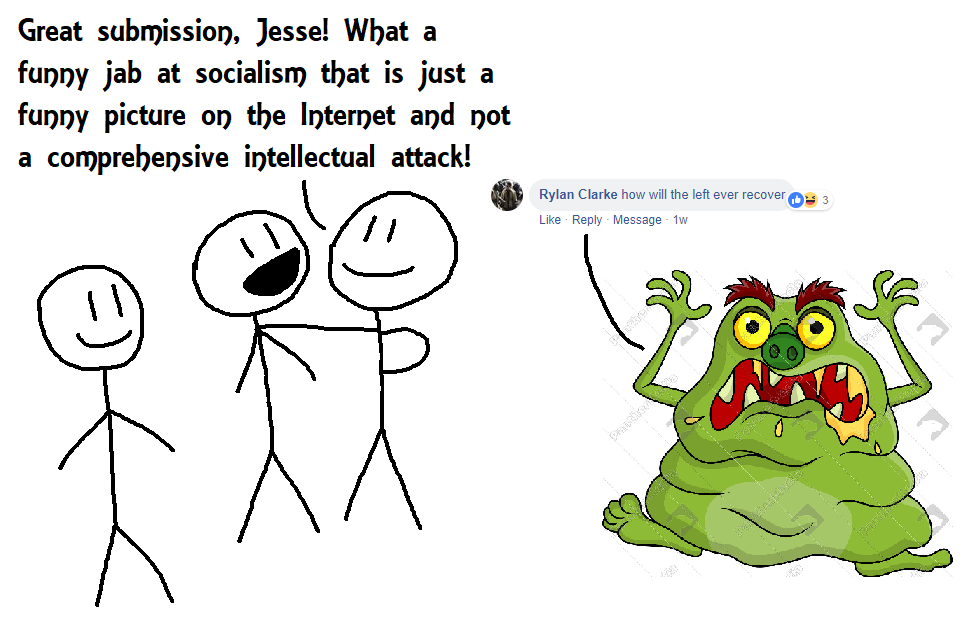 Great submission, Jesse! What a
funny jab at socialism that is just a
funny picture on the Internet and not
a comprehensive intellectual attack!
Rylan Clarke how will the left ever recover
3
Like · Reply · Message · 1w